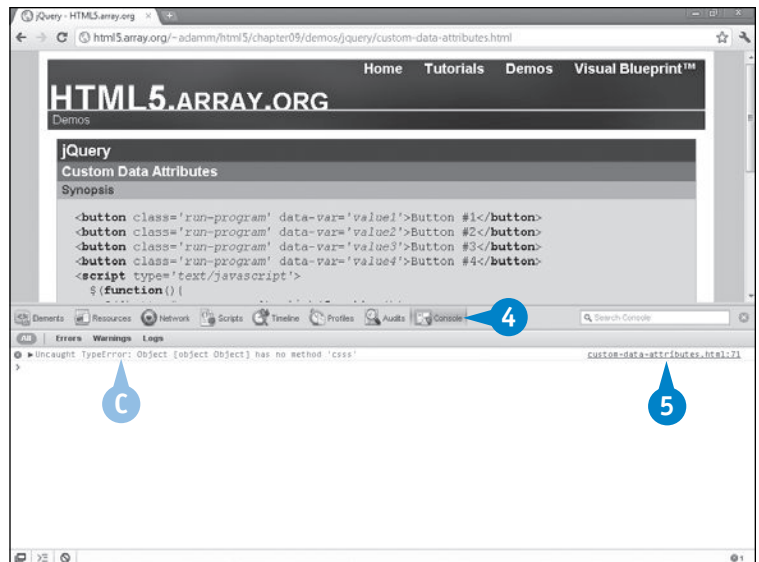 jQuery - HTML5.array.org
html5.array.org/~adamm/html5/chapter09/demos/jquery/custom-data-attributes.html
Home Tutorials Demos Visual Blueprint™
HTML5.ARRAY.ORG
Demos
jQuery
Custom Data Attributes
Synopsis
<button class='run-program' data-var='value1'>Button #1</button>
<button class='run-program' data-var='value2'>Button #2</button>
<button class='run-program' data-var='value3'>Button #3</button>
<button class='run-program' data-var='value4'>Button #4</button>
<script type='text/javascript'>
$(function(){
Elements Resources Network Scripts Timeline Profiles Audits Console 4 Search Console
All Errors Warnings Logs
Uncaught TypeError: Object [object Object] has no method 'csss' custom-data-attributes.html:71
>
C 5
1